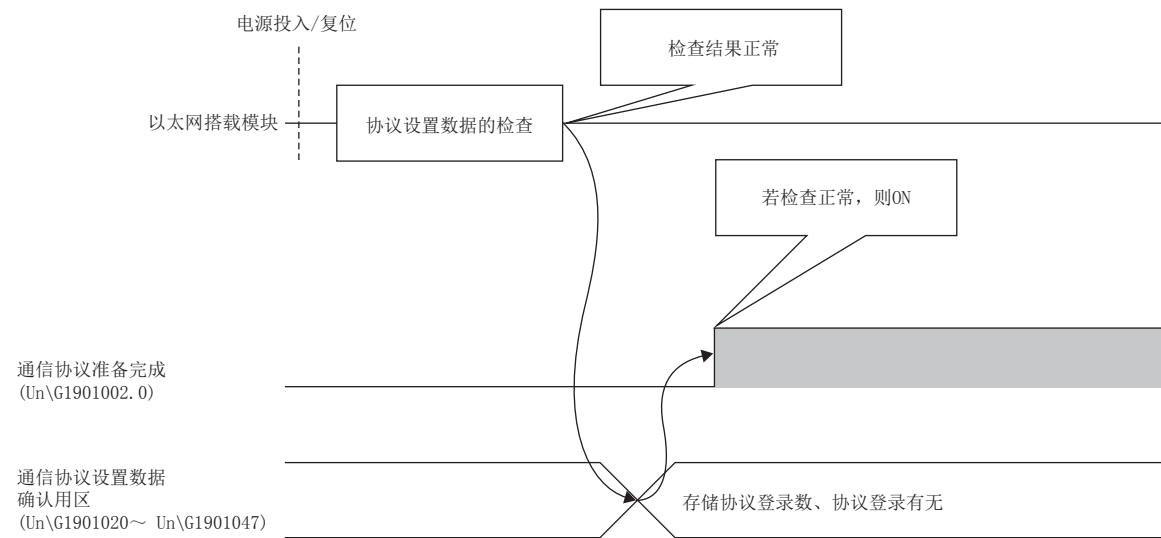 电源投入/复位
检查结果正常
以太网搭载模块
协议设置数据的检查
若检查正常，则ON
通信协议准备完成
(Un\G1901002.0)
通信协议设置数据
确认用区
(Un\G1901020～ Un\G1901047)
存储协议登录数、协议登录有无